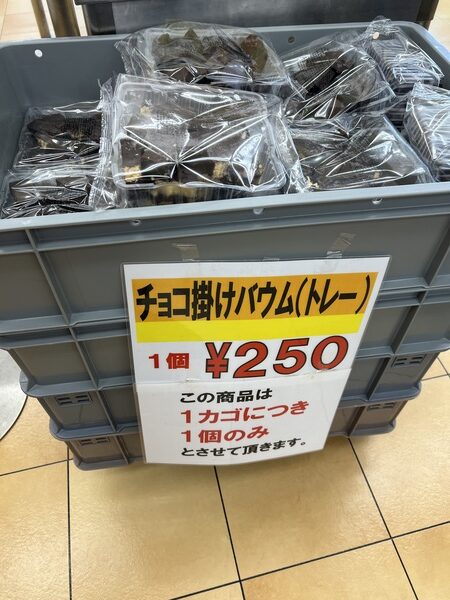 チョコ掛けバウム(トレー)
1個 ¥250
この商品は
1カゴにつき
1個のみ
とさせて頂きます。